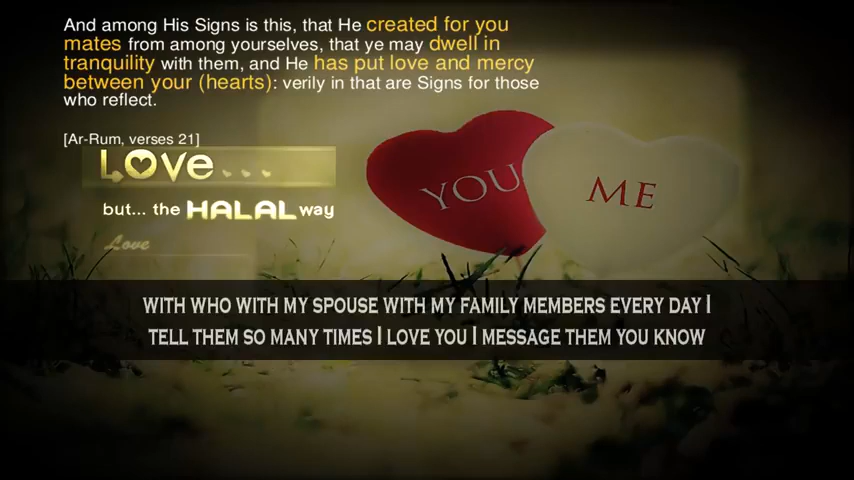 And among His Signs is this, that He created for you
mates from among yourselves, that ye may dwell in
tranquility with them, and He has put love and mercy
between your (hearts): verily in that are Signs for those
who reflect.
[Ar-Rum, verses 21]
Love...
but... the HALAL way
Love
YOU
ME
WITH WHO WITH MY SPOUSE WITH MY FAMILY MEMBERS EVERY DAY I
TELL THEM SO MANY TIMES I LOVE YOU I MESSAGE THEM YOU KNOW